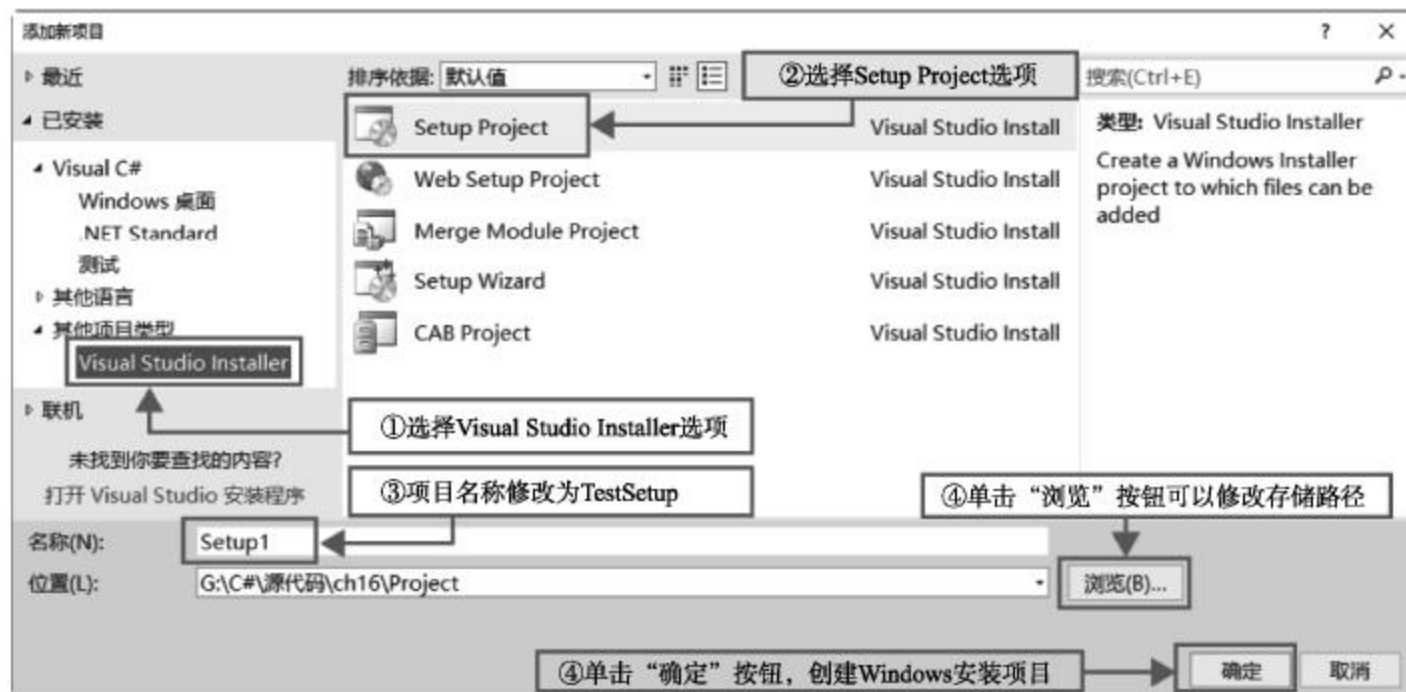 添加新项目
? ×
最近
已安装
Visual C#
Windows 桌面
.NET Standard
测试
其他语言
其他项目类型
Visual Studio Installer
联机
未找到你要查找的内容?
打开 Visual Studio 安装程序
排序依据: 默认值
②选择Setup Project选项
搜索(Ctrl+E)
Setup Project Visual Studio Install
Web Setup Project Visual Studio Install
Merge Module Project Visual Studio Install
Setup Wizard Visual Studio Install
CAB Project Visual Studio Install
类型: Visual Studio Installer
Create a Windows Installer
project to which files can be
added
①选择Visual Studio Installer选项
③项目名称修改为TestSetup
④单击“浏览”按钮可以修改存储路径
名称(N): Setup1
位置(L): G:\C#\源代码\ch16\Project
浏览(B)...
④单击“确定”按钮，创建Windows安装项目
确定 取消